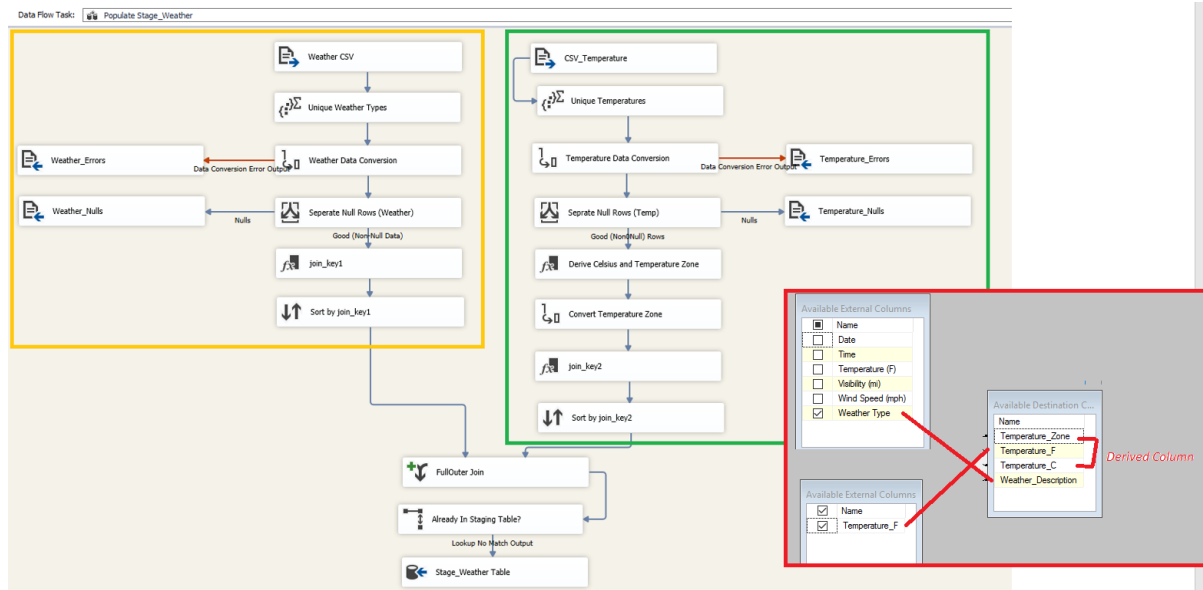 Data Flow Task:
Populate Stage_Weather
Weather CSV
Unique Weather Types
Weather_Errors
Data Conversion Error Output
Weather Data Conversion
Weather_Nulls
Nulls
Seperate Null Rows (Weather)
Good (Non-Null Data)
join_key1
Sort by join_key1
CSV_Temperature
Unique Temperatures
Temperature Data Conversion
Data Conversion Error Output
Temperature_Errors
Seprate Null Rows (Temp)
Nulls
Temperature_Nulls
Good (Non0Null) Rows
Derive Celsius and Temperature Zone
Convert Temperature Zone
join_key2
Sort by join_key2
FullOuter Join
Already In Staging Table?
Lookup No Match Output
Stage_Weather Table
Available External Columns
Name
Date
Time
Temperature (F)
Visibility (mi)
Wind Speed (mph)
Weather Type
Available External Columns
Name
Temperature_F
Available Destination C...
Name
Temperature_Zone
Temperature_F
Temperature_C
Weather_Description
Derived Column